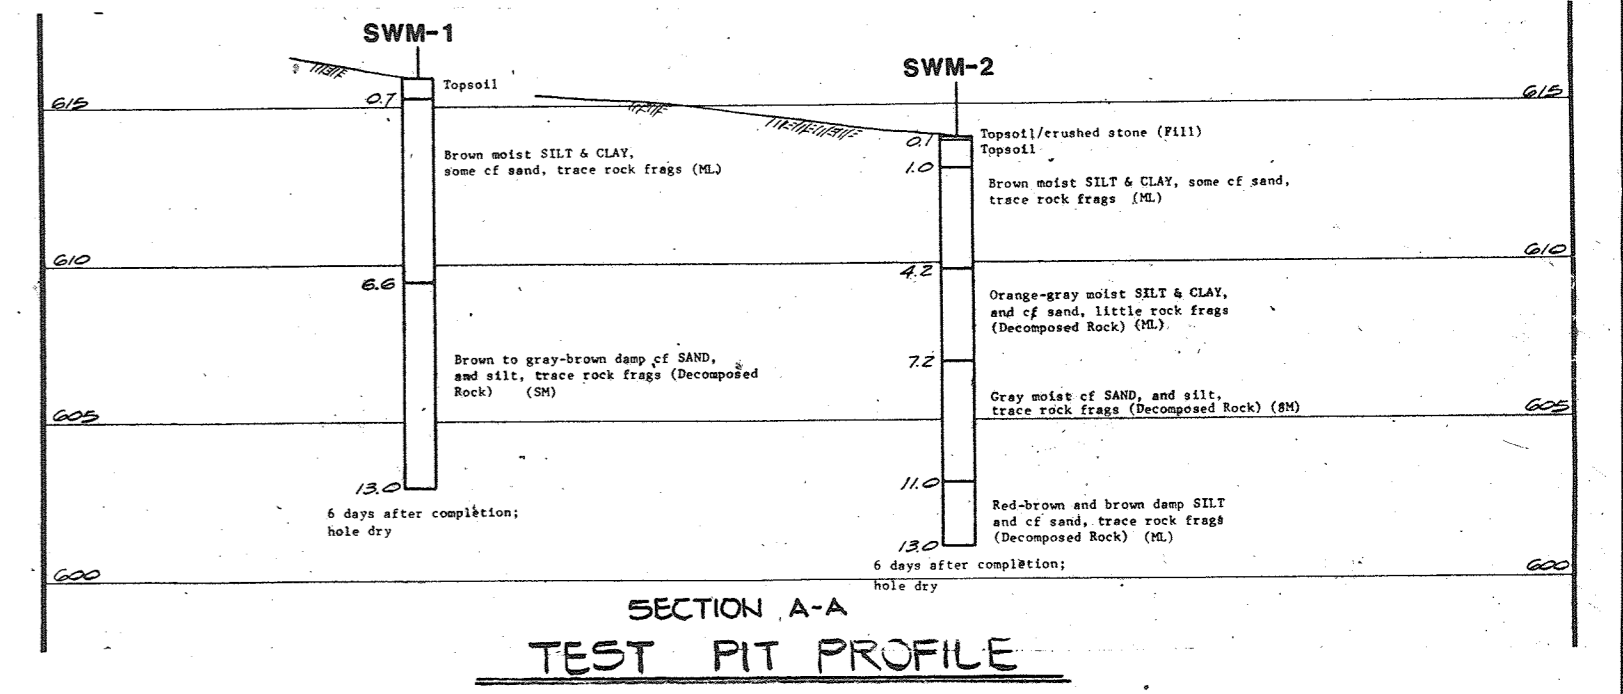 SWM-1
SWM-2
615
615
Topsoil
0.7
Topsoil/crushed stone (Fill)
0.1
Topsoil
Brown moist SILT & CLAY,
some cf sand, trace rock frags (ML)
1.0
Brown moist SILT & CLAY, some cf sand,
trace rock frags (ML)
610
610
6.6
4.2
Orange-gray moist SILT & CLAY,
and cf sand, little rock frags
(Decomposed Rock) (ML)
Brown to gray-brown damp cf SAND,
and silt, trace rock frags (Decomposed
Rock) (SM)
7.2
Gray moist cf SAND, and silt,
trace rock frags (Decomposed Rock) (SM)
605
605
13.0
6 days after completion;
hole dry
11.0
Red-brown and brown damp SILT
and cf sand, trace rock frags
(Decomposed Rock) (ML)
13.0
6 days after completion;
hole dry
600
600
SECTION A-A
TEST PIT PROFILE